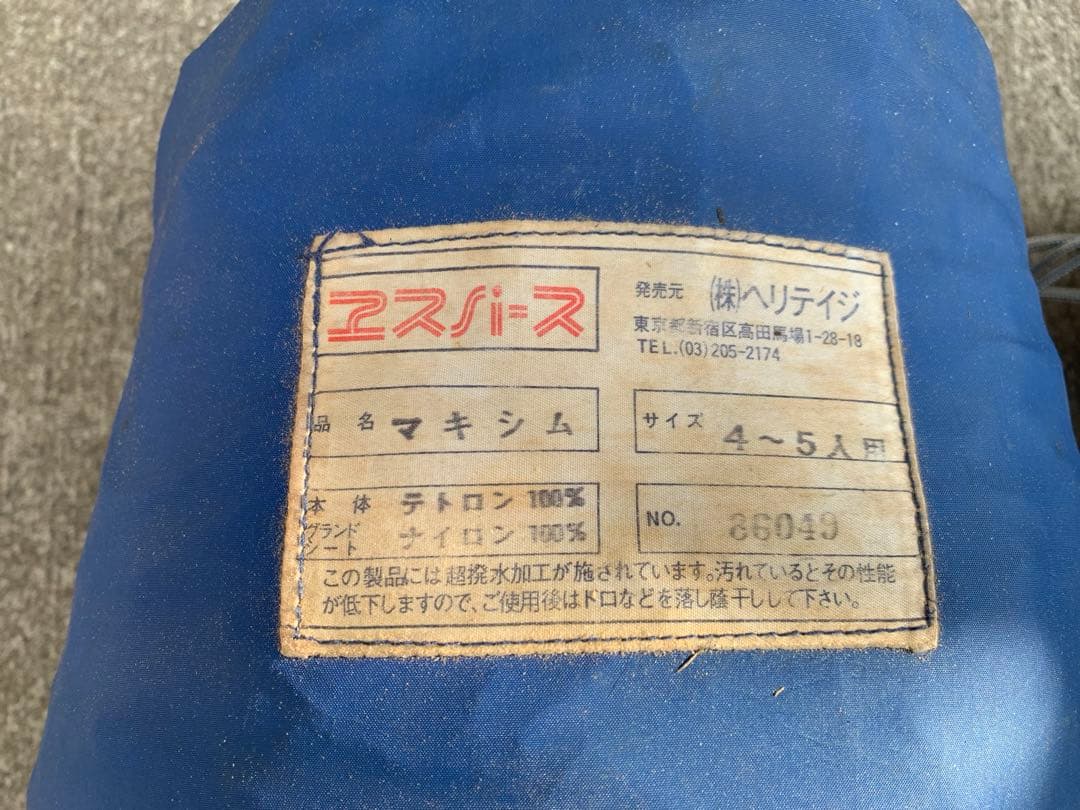 ヱスパース
発売元 (株)ヘリテイジ
東京都新宿区高田馬場1-28-18
TEL.(03)205-2174
品名 マキシム
サイズ 4〜5人用
本体 テトロン 100%
グランドシート ナイロン 100%
NO. 86049
この製品には超撥水加工が施されています。汚れているとその性能
が低下しますので、ご使用後はドロなどを落し蔭干しして下さい。